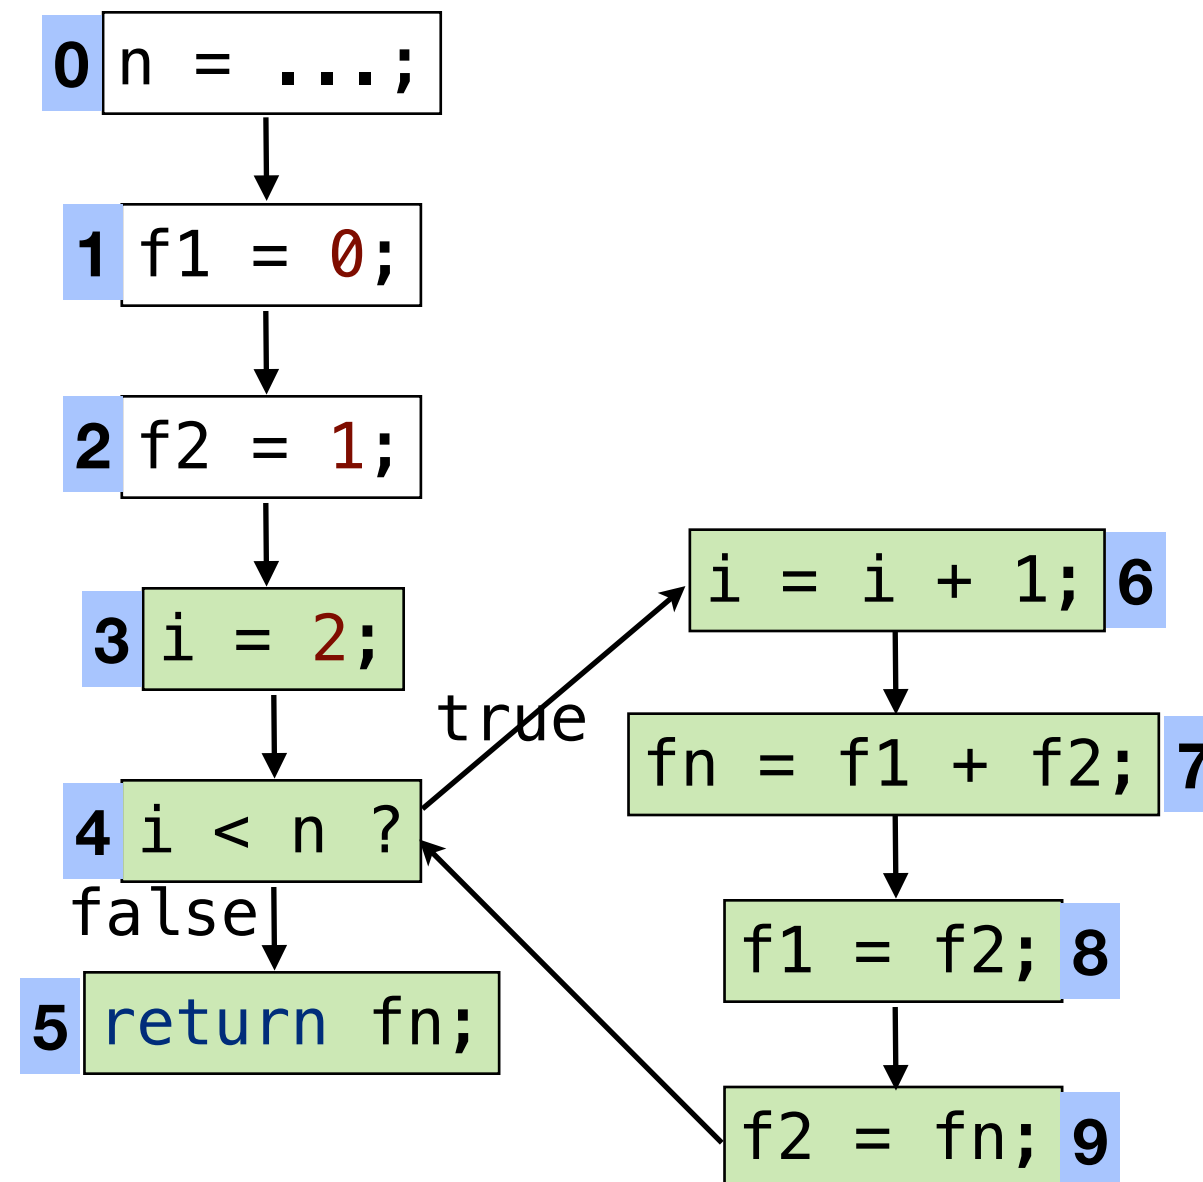 0 n = ...;
1 f1 = 0;
2 f2 = 1;
3 i = 2;
4 i < n ?
true
false
5 return fn;
i = i + 1; 6
fn = f1 + f2; 7
f1 = f2; 8
f2 = fn; 9